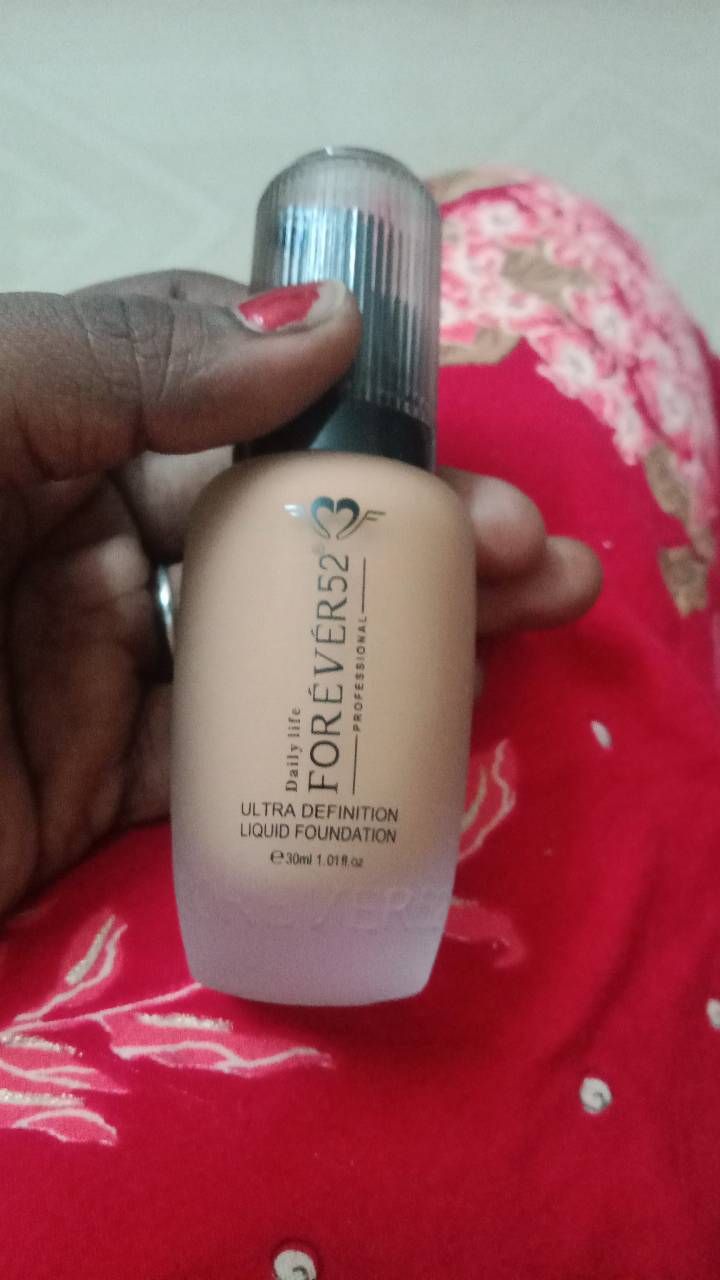 Daily life
FORÉVÉR52®
PROFESSIONAL
ULTRA DEFINITION
LIQUID FOUNDATION
℮30ml 1.01fl.oz